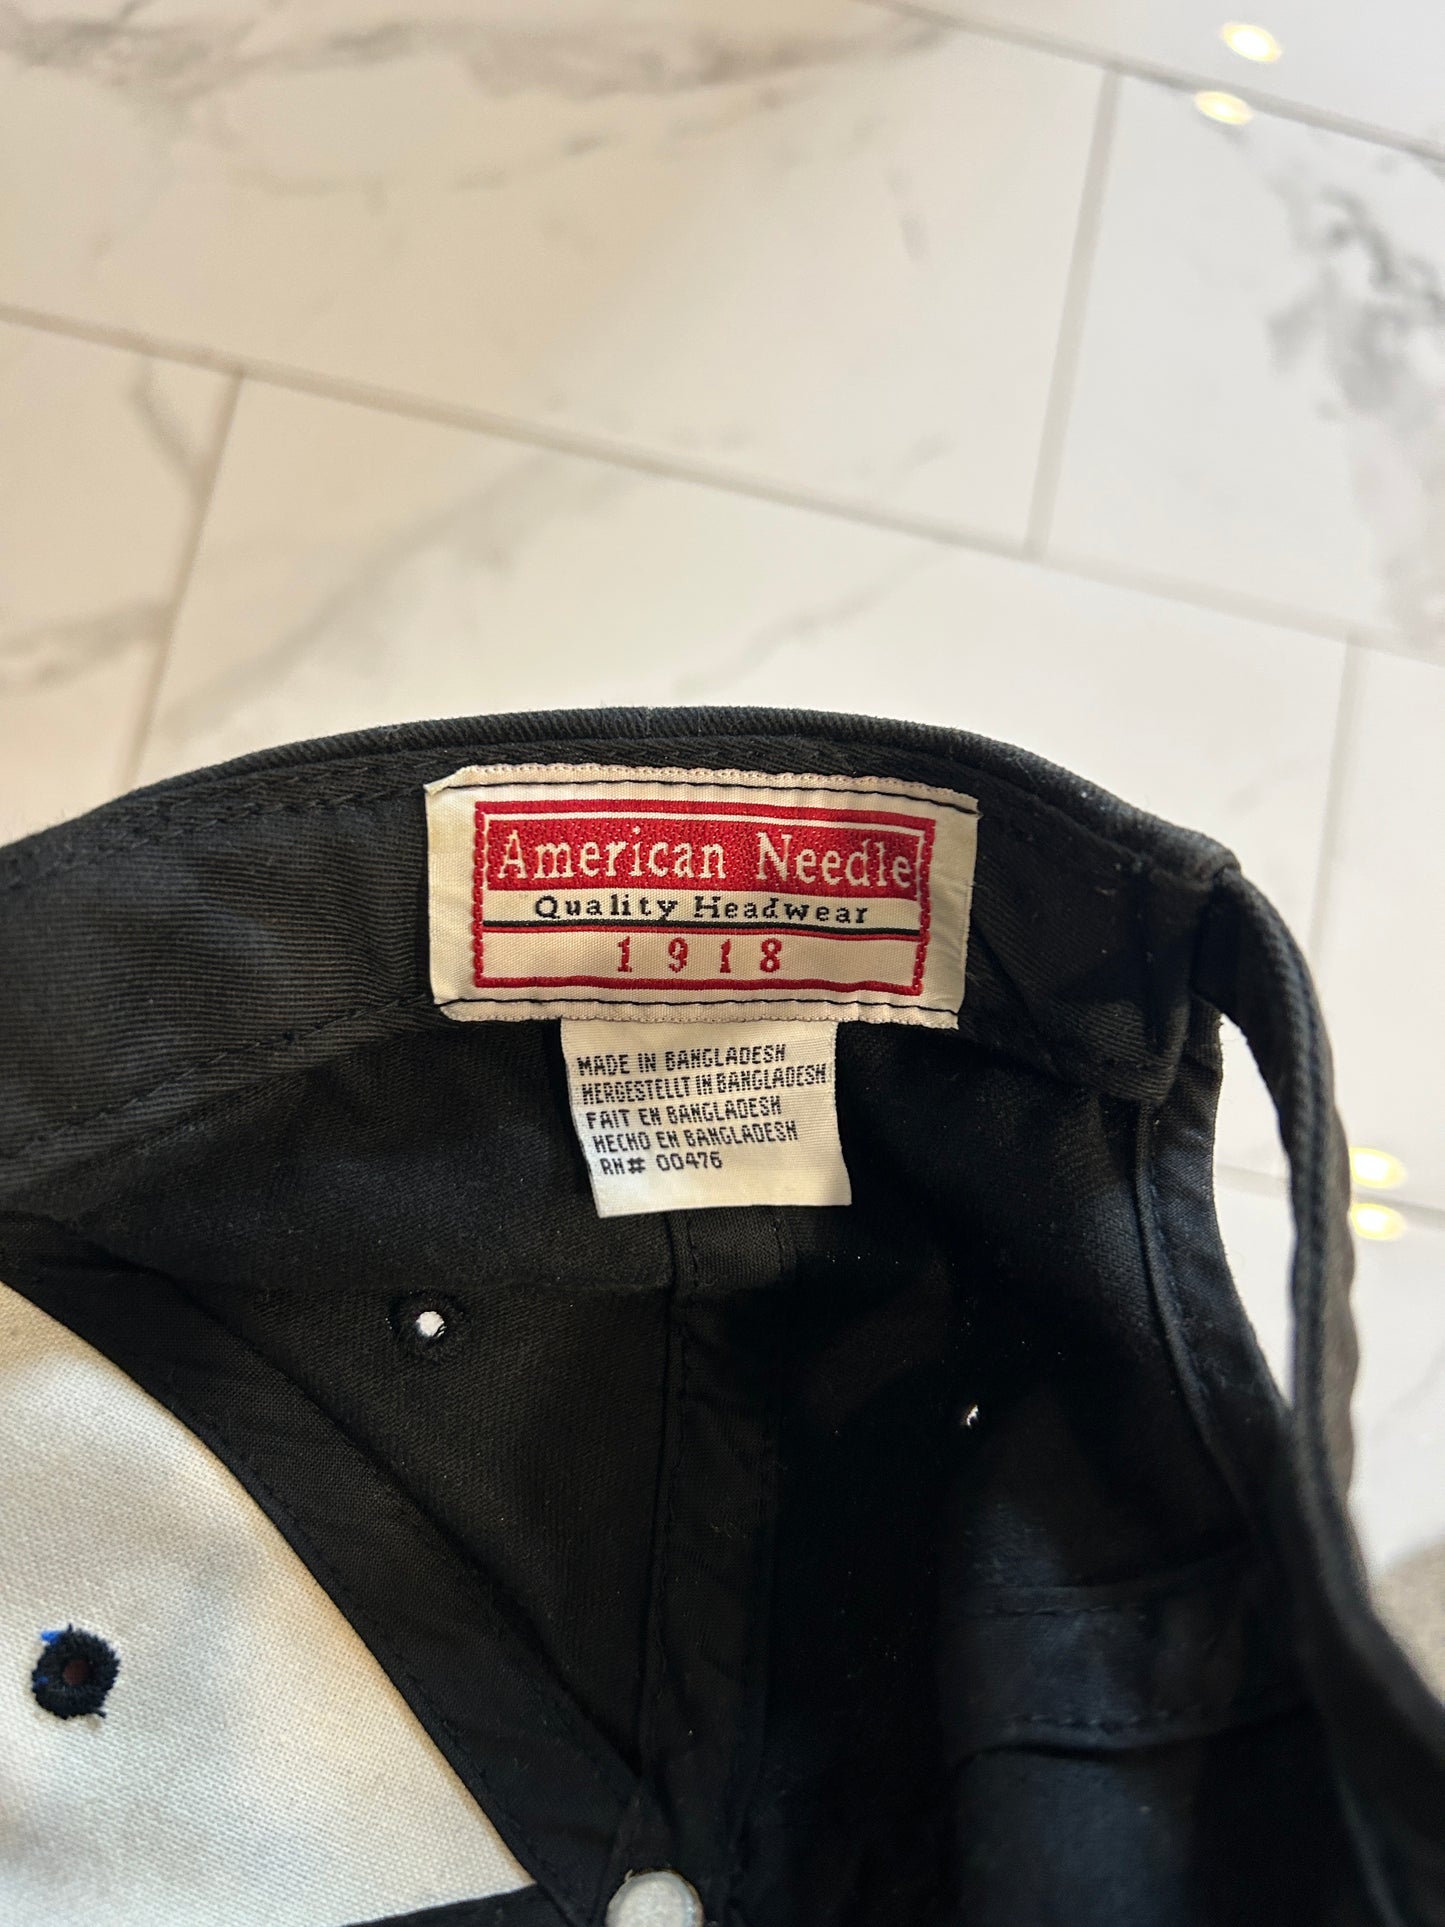 American Needle
Quality Headwear
1918
MADE IN BANGLADESH
HERGESTELLT IN BANGLADESH
FAIT EN BANGLADESH
HECHO EN BANGLADESH
RN# 00476